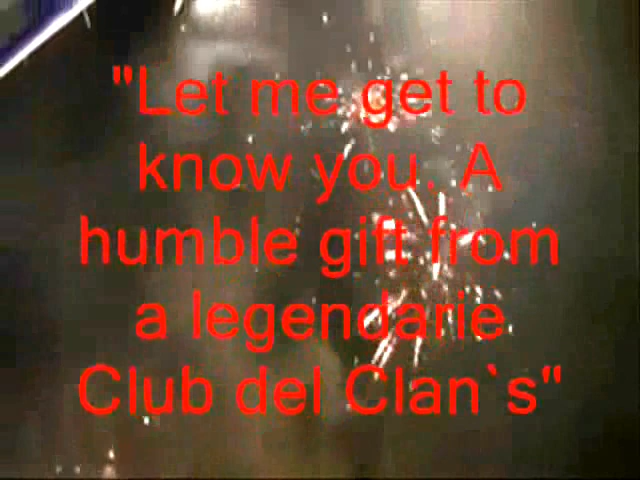 "Let me get to
know you. A
humble gift from
a legendarie
Club del Clan`s"